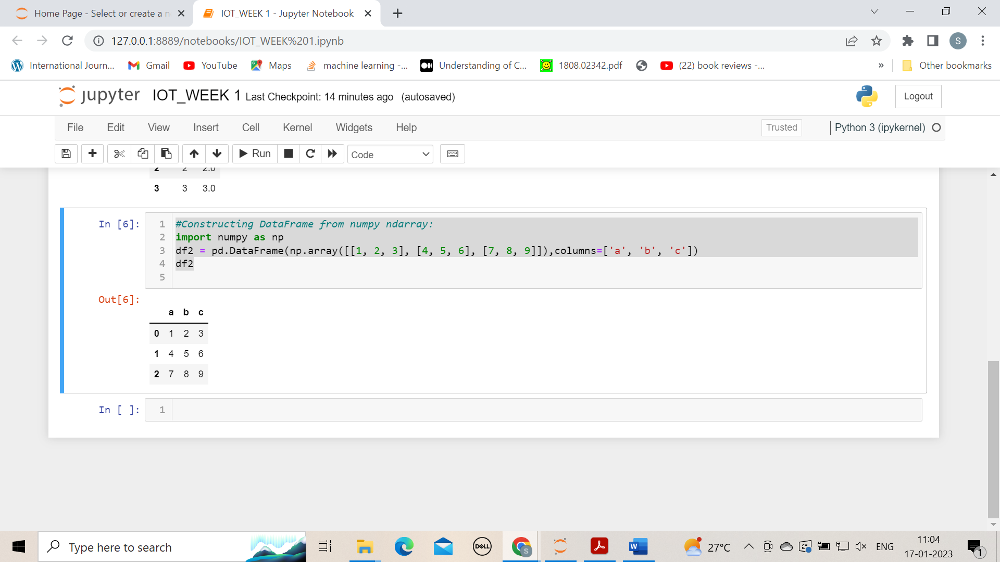 Home Page - Select or create a n
IOT_WEEK 1 - Jupyter Notebook
127.0.0.1:8889/notebooks/IOT_WEEK%201.ipynb
S
International Journ...
Gmail
YouTube
Maps
machine learning -...
Understanding of C...
1808.02342.pdf
(22) book reviews -...
»
Other bookmarks
jupyter IOT_WEEK 1 Last Checkpoint: 14 minutes ago (autosaved)
Logout
File Edit View Insert Cell Kernel Widgets Help
Trusted
Python 3 (ipykernel)
Run
Code
2 2 2.0
3 3 3.0
In [6]:
1 #Constructing DataFrame from numpy ndarray:
2 import numpy as np
3 df2 = pd.DataFrame(np.array([[1, 2, 3], [4, 5, 6], [7, 8, 9]]),columns=['a', 'b', 'c'])
4 df2
5
Out[6]:
a b c
0 1 2 3
1 4 5 6
2 7 8 9
In [ ]:
1
Type here to search
DELL
S
W
27°C
ENG
11:04
17-01-2023
1